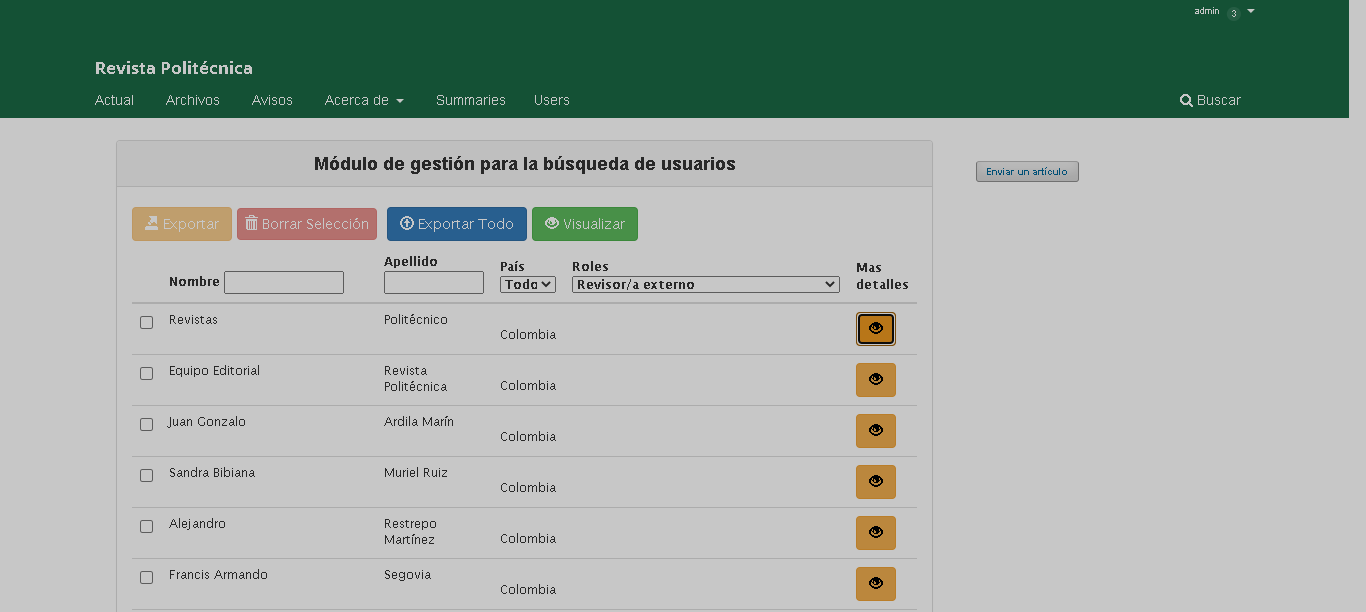 admin 3
Revista Politécnica
Actual Archivos Avisos Acerca de Summaries Users Buscar
Módulo de gestión para la búsqueda de usuarios
Enviar un artículo
Exportar Borrar Selección Exportar Todo Visualizar
Nombre Apellido País Todo Roles Revisor/a externo Mas detalles
Revistas Politécnico Colombia
Equipo Editorial Revista Politécnica Colombia
Juan Gonzalo Ardila Marín Colombia
Sandra Bibiana Muriel Ruiz Colombia
Alejandro Restrepo Martínez Colombia
Francis Armando Segovia Colombia